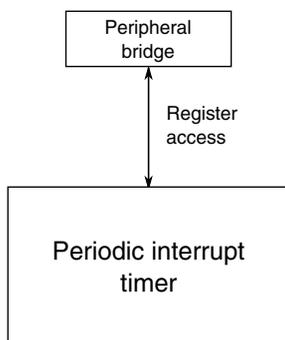 Peripheral
bridge
Register
access
Periodic interrupt
timer